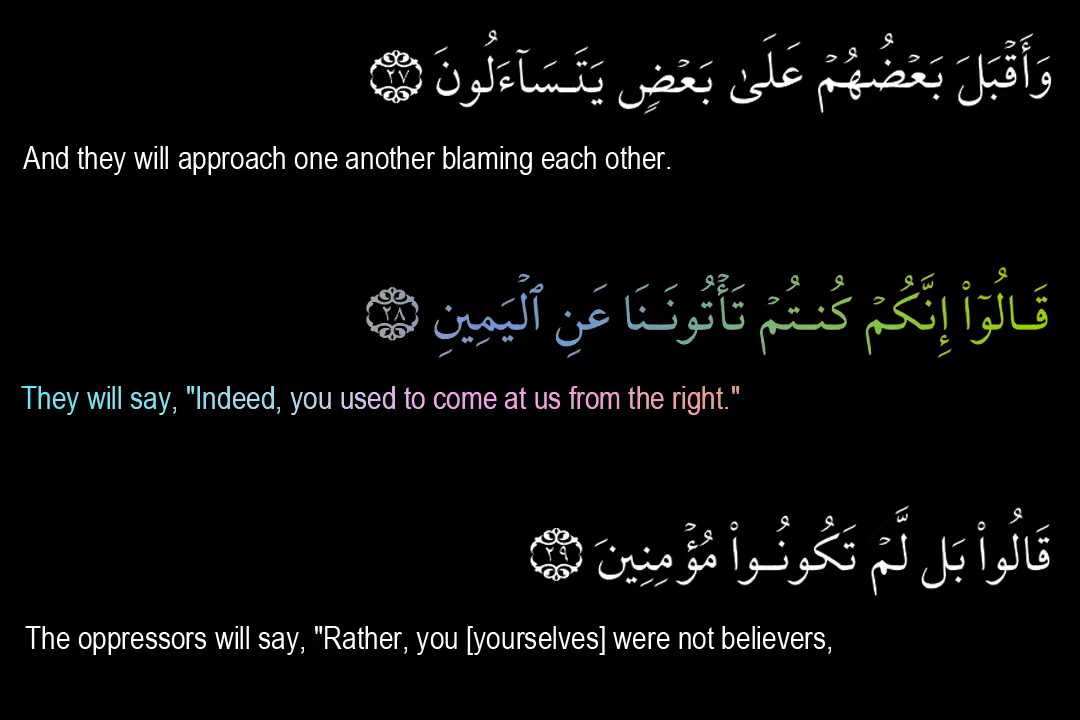 وَأَقۡبَلَ بَعۡضُهُمۡ عَلَىٰ بَعۡضٖ يَتَسَآءَلُونَ ٢٧
And they will approach one another blaming each other.
قَالُوٓاْ إِنَّكُمۡ كُنتُمۡ تَأۡتُونَنَا عَنِ ٱلۡيَمِينِ ٢٨
They will say, "Indeed, you used to come at us from the right."
قَالُواْ بَل لَّمۡ تَكُونُواْ مُؤۡمِنِينَ ٢٩
The oppressors will say, "Rather, you [yourselves] were not believers,